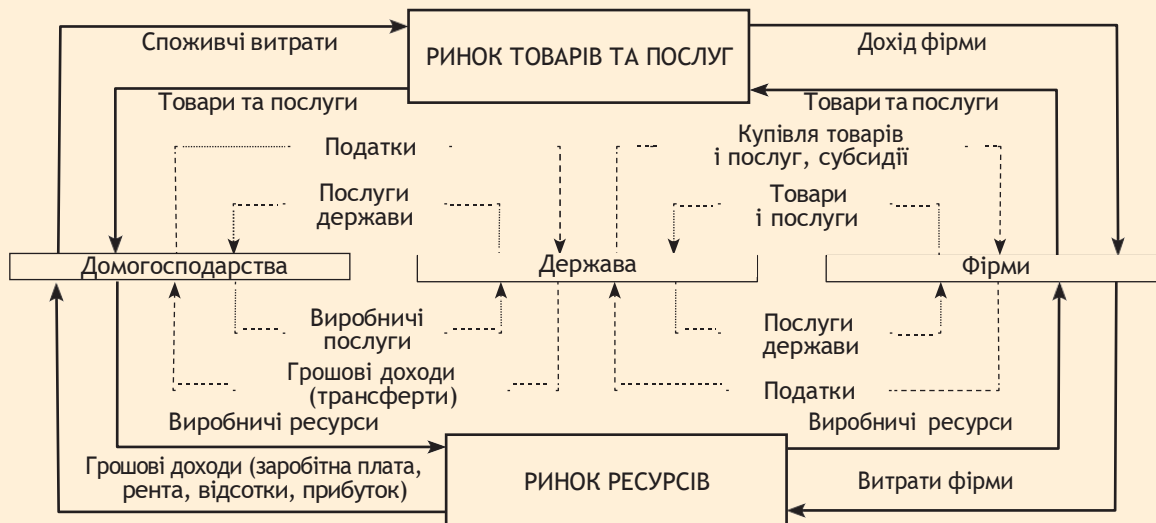 Споживчі витрати
РИНОК ТОВАРІВ ТА ПОСЛУГ
Дохід фірми
Товари та послуги
Товари та послуги
Податки
Купівля товарів
і послуг, субсидії
Послуги
держави
Товари
і послуги
Домогосподарства
Держава
Фірми
Виробничі
послуги
Послуги
держави
Грошові доходи
(трансферти)
Податки
Виробничі ресурси
Виробничі ресурси
Грошові доходи (заробітна плата,
рента, відсотки, прибуток)
РИНОК РЕСУРСІВ
Витрати фірми